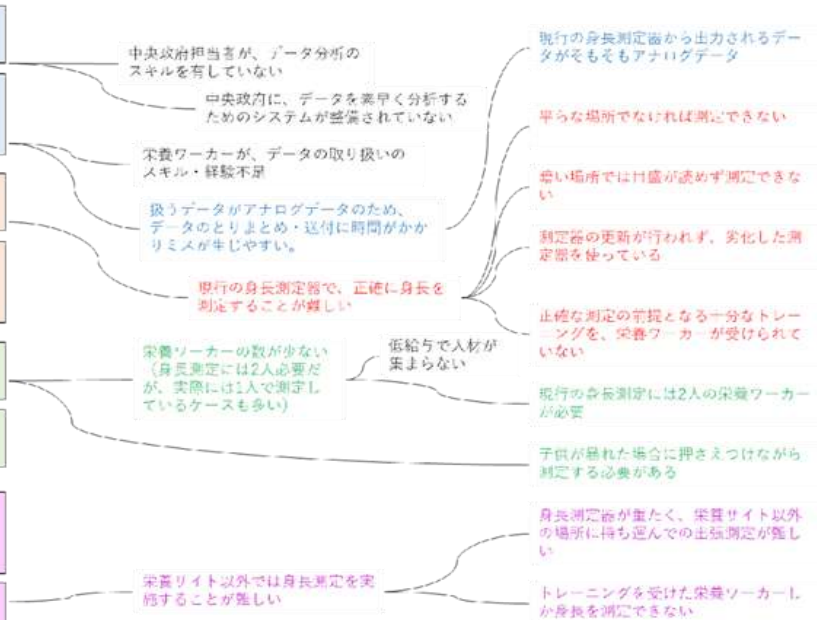 中央政府担当者が、データ分析の
スキルを有していない
中央政府に、データを素早く分析する
ためのシステムが整備されていない
栄養ワーカーが、データの取り扱いの
スキル・経験不足
扱うデータがアナログデータのため、
データのとりまとめ・送付に時間がかか
りミスが生じやすい。
現行の身長測定器で、正確に身長を
測定することが難しい
栄養ワーカーの数が少ない
（身長測定には2人必要だ
が、実際には1人で測定し
ているケースも多い）
低給与で人材が
集まらない
栄養サイト以外では身長測定を実
施することが難しい
現行の身長測定器から出力されるデー
タがそもそもアナログデータ
平らな場所でなければ測定できない
暗い場所では目盛が読めず測定できな
い
測定器の更新が行われず、劣化した測
定器を使っている
正確な測定の前提となる十分なトレー
ニングを、栄養ワーカーが受けられて
いない
現行の身長測定には2人の栄養ワーカー
が必要
子供が暴れた場合に押さえつけながら
測定する必要がある
身長測定器が重たく、栄養サイト以外
の場所に持ち運んでの出張測定が難し
い
トレーニングを受けた栄養ワーカーし
か身長を測定できない